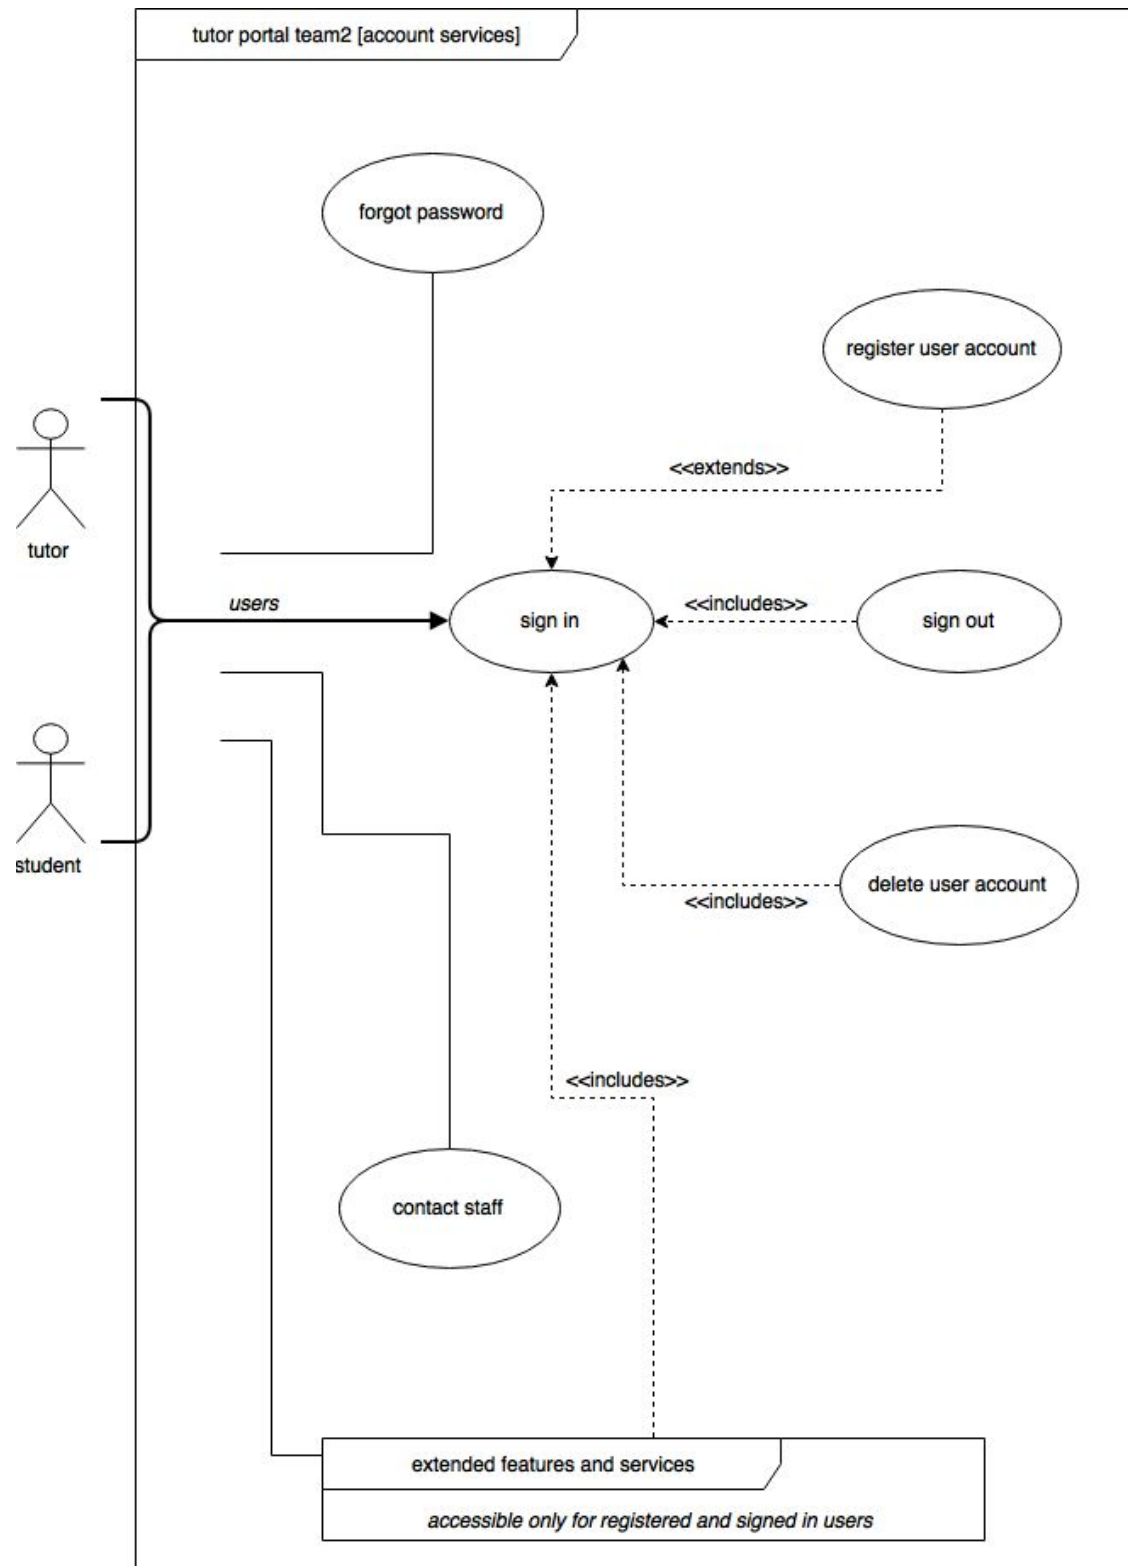 tutor portal team2 [account services]
forgot password
register user account
<<extends>>
tutor
users
sign in
<<includes>>
sign out
student
delete user account
<<includes>>
<<includes>>
contact staff
extended features and services
accessible only for registered and signed in users